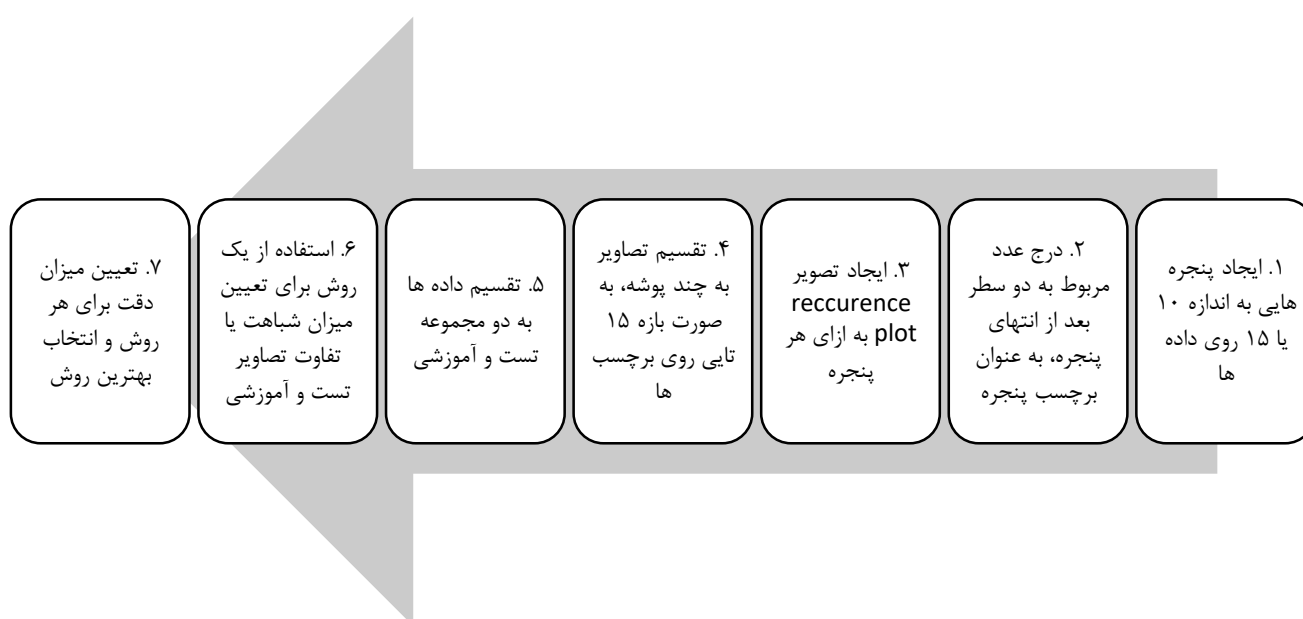 ۱. ایجاد پنجره
هایی به اندازه ۱۰
یا ۱۵ روی داده
ها
۲. درج عدد
مربوط به دو سطر
بعد از انتهای
پنجره، به عنوان
برچسب پنجره
۳. ایجاد تصویر
reccurence
plot به ازای هر
پنجره
۴. تقسیم تصاویر
به چند پوشه، به
صورت بازه ۱۵
تایی روی برچسب
ها
۵. تقسیم داده ها
به دو مجموعه
تست و آموزشی
۶. استفاده از یک
روش برای تعیین
میزان شباهت یا
تفاوت تصاویر
تست و آموزشی
۷. تعیین میزان
دقت برای هر
روش و انتخاب
بهترین روش